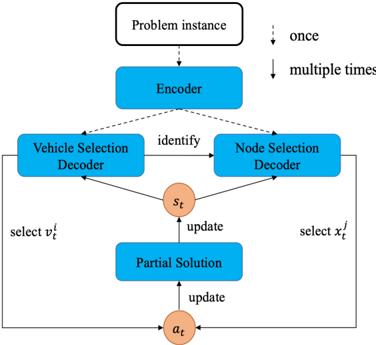 Problem instance
once
multiple times
Encoder
Vehicle Selection
Decoder
identify
Node Selection
Decoder
s_t
select v_t^i
update
select x_t^j
Partial Solution
update
a_t